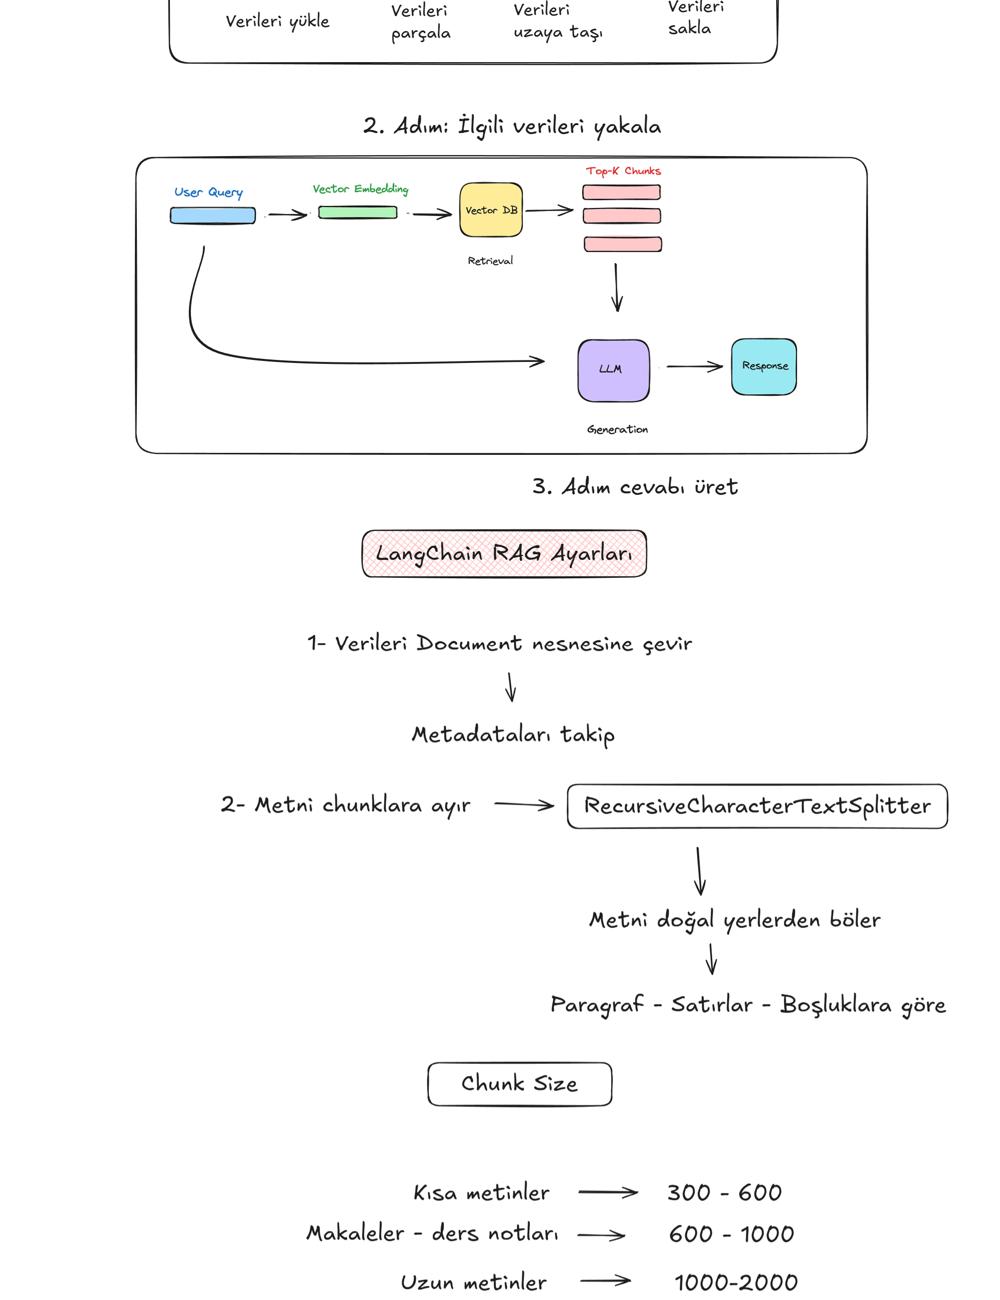 Verileri yükle
Verileri
parçala
Verileri
uzaya taşı
Verileri
sakla
2. Adım: İlgili verileri yakala
User Query
Vector Embedding
Vector DB
Retrieval
Top-K Chunks
LLM
Generation
Response
3. Adım cevabı üret
LangChain RAG Ayarları
1- Verileri Document nesnesine çevir
Metadataları takip
2- Metni chunklara ayır
RecursiveCharacterTextSplitter
Metni doğal yerlerden böler
Paragraf - Satırlar - Boşluklara göre
Chunk Size
Kısa metinler
300 - 600
Makaleler - ders notları
600 - 1000
Uzun metinler
1000-2000